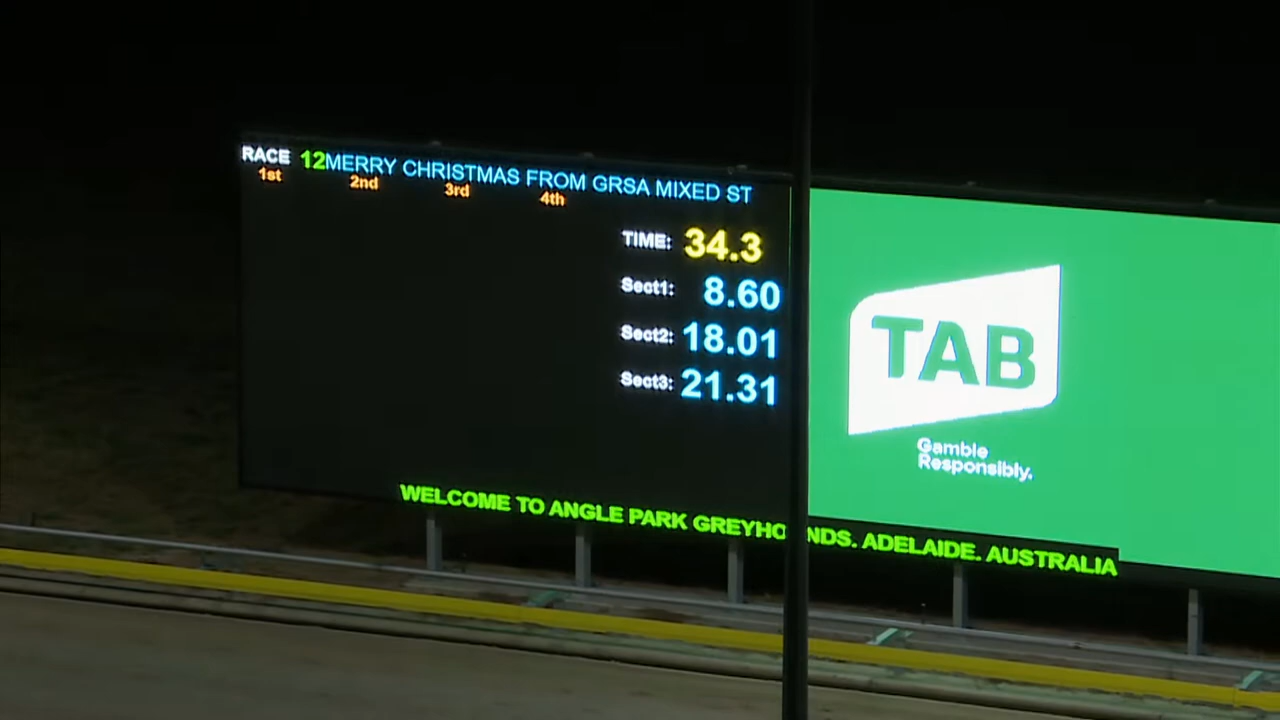 RACE 12MERRY CHRISTMAS FROM GRSA MIXED ST
1st 2nd 3rd 4th
TIME: 34.3
Sect1: 8.60
Sect2: 18.01
Sect3: 21.31
TAB
Gamble
Responsibly.
WELCOME TO ANGLE PARK GREYHOUNDS. ADELAIDE. AUSTRALIA